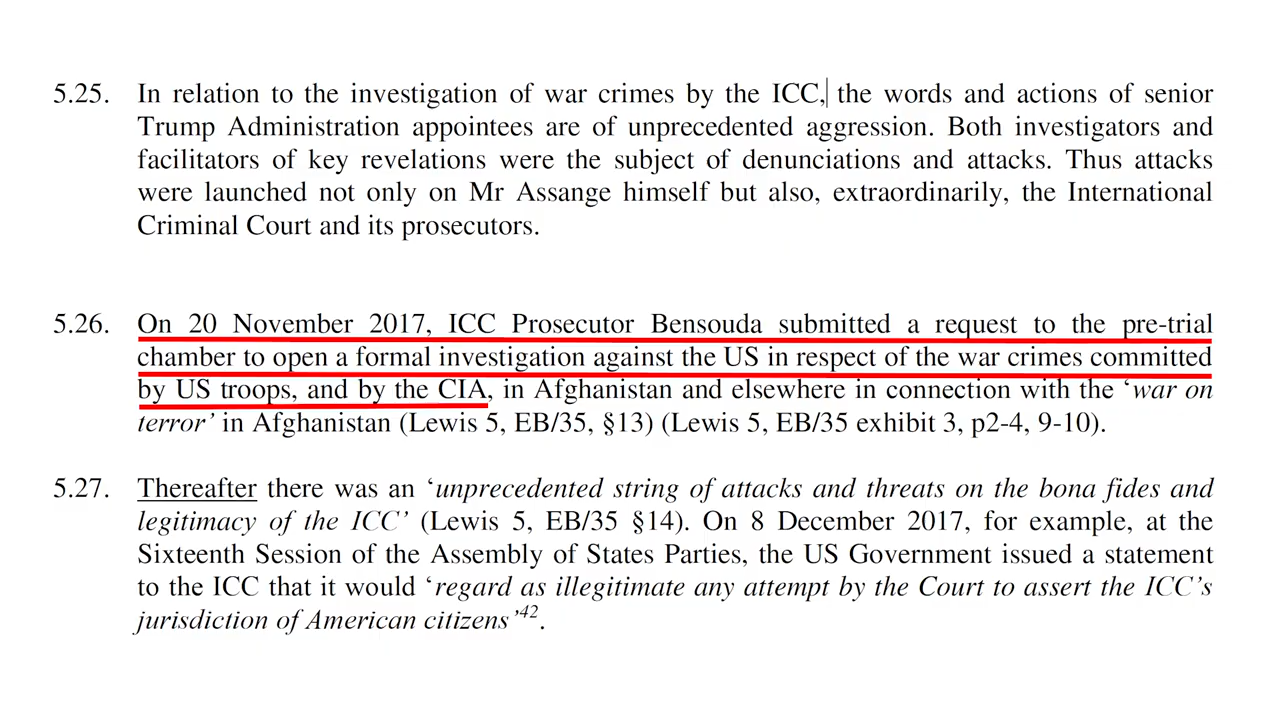 5.25. In relation to the investigation of war crimes by the ICC, the words and actions of senior
Trump Administration appointees are of unprecedented aggression. Both investigators and
facilitators of key revelations were the subject of denunciations and attacks. Thus attacks
were launched not only on Mr Assange himself but also, extraordinarily, the International
Criminal Court and its prosecutors.
5.26. On 20 November 2017, ICC Prosecutor Bensouda submitted a request to the pre-trial
chamber to open a formal investigation against the US in respect of the war crimes committed
by US troops, and by the CIA, in Afghanistan and elsewhere in connection with the ‘war on
terror’ in Afghanistan (Lewis 5, EB/35, §13) (Lewis 5, EB/35 exhibit 3, p2-4, 9-10).
5.27. Thereafter there was an ‘unprecedented string of attacks and threats on the bona fides and
legitimacy of the ICC’ (Lewis 5, EB/35 §14). On 8 December 2017, for example, at the
Sixteenth Session of the Assembly of States Parties, the US Government issued a statement
to the ICC that it would ‘regard as illegitimate any attempt by the Court to assert the ICC’s
jurisdiction of American citizens’42.